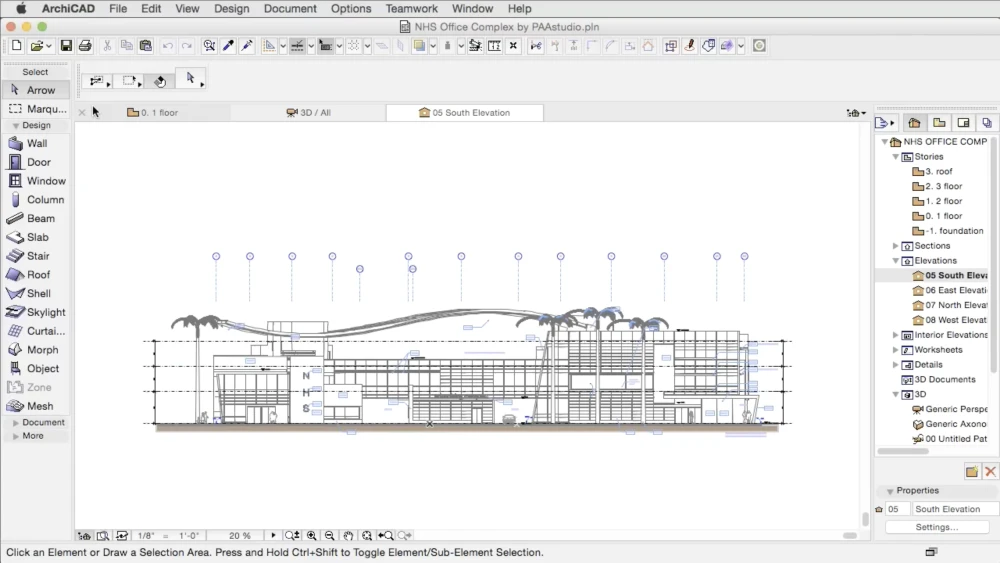 ArchiCAD File Edit View Design Document Options Teamwork Window Help
NHS Office Complex by PAAstudio.pln
Select
Arrow
Marqu...
Design
Wall
Door
Window
Column
Beam
Slab
Stair
Roof
Shell
Skylight
Curtai...
Morph
Object
Zone
Mesh
Document
More
0. 1 floor
3D / All
05 South Elevation
N
H
S
1/8" = 1'-0"
20 %
NHS OFFICE COMP
Stories
3. roof
2. 3 floor
1. 2 floor
0. 1 floor
-1. foundation
Sections
Elevations
05 South Eleva
06 East Elevati
07 North Elevat
08 West Elevat
Interior Elevations
Worksheets
Details
3D Documents
3D
Generic Perspe
Generic Axono
00 Untitled Pat
Properties
05 South Elevation
Settings...
Click an Element or Draw a Selection Area. Press and Hold Ctrl+Shift to Toggle Element/Sub-Element Selection.